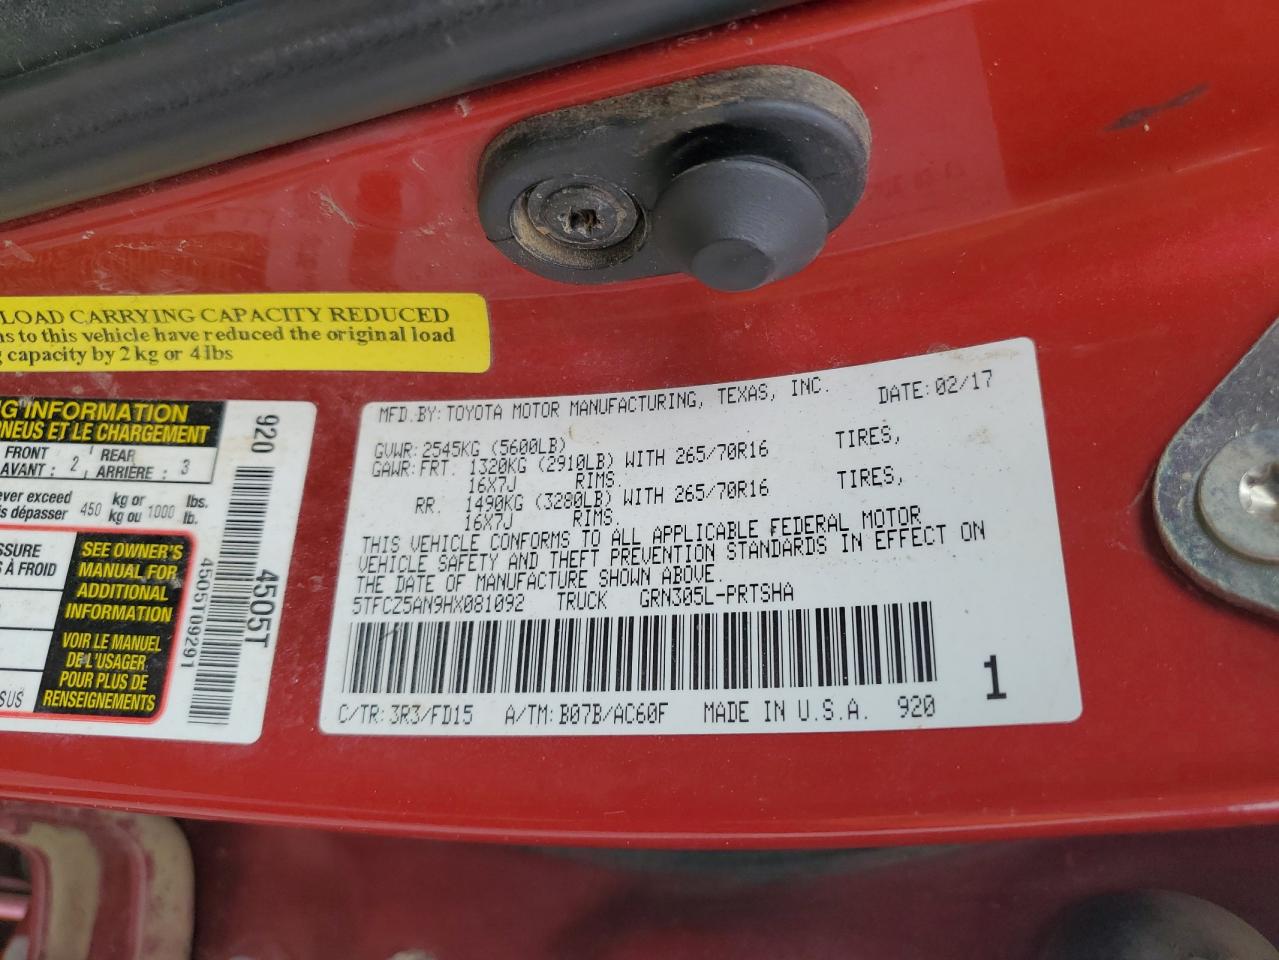 LOAD CARRYING CAPACITY REDUCED
ns to this vehicle have reduced the original load
g capacity by 2 kg or 4 lbs
NG INFORMATION
RNEUS ET LE CHARGEMENT
FRONT REAR
AVANT : 2 ARRIÈRE : 3
ever exceed 450 kg or 1000 lbs.
is dépasser kg ou lb.
SSURE
S À FROID
SUS
SEE OWNER'S
MANUAL FOR
ADDITIONAL
INFORMATION
VOIR LE MANUEL
DE L'USAGER
POUR PLUS DE
RENSEIGNEMENTS
920
4505T09291
4505T
MFD.BY:TOYOTA MOTOR MANUFACTURING, TEXAS, INC. DATE:02/17
GVWR:2545KG (5600LB)
GAWR:FRT. 1320KG (2910LB) WITH 265/70R16 TIRES,
16X7J RIMS.
RR. 1490KG (3280LB) WITH 265/70R16 TIRES,
16X7J RIMS.
THIS VEHICLE CONFORMS TO ALL APPLICABLE FEDERAL MOTOR
VEHICLE SAFETY AND THEFT PREVENTION STANDARDS IN EFFECT ON
THE DATE OF MANUFACTURE SHOWN ABOVE.
5TFCZ5AN9HX081092 TRUCK GRN305L-PRTSHA
1
C/TR:3R3/FD15 A/TM:B07B/AC60F MADE IN U.S.A. 920